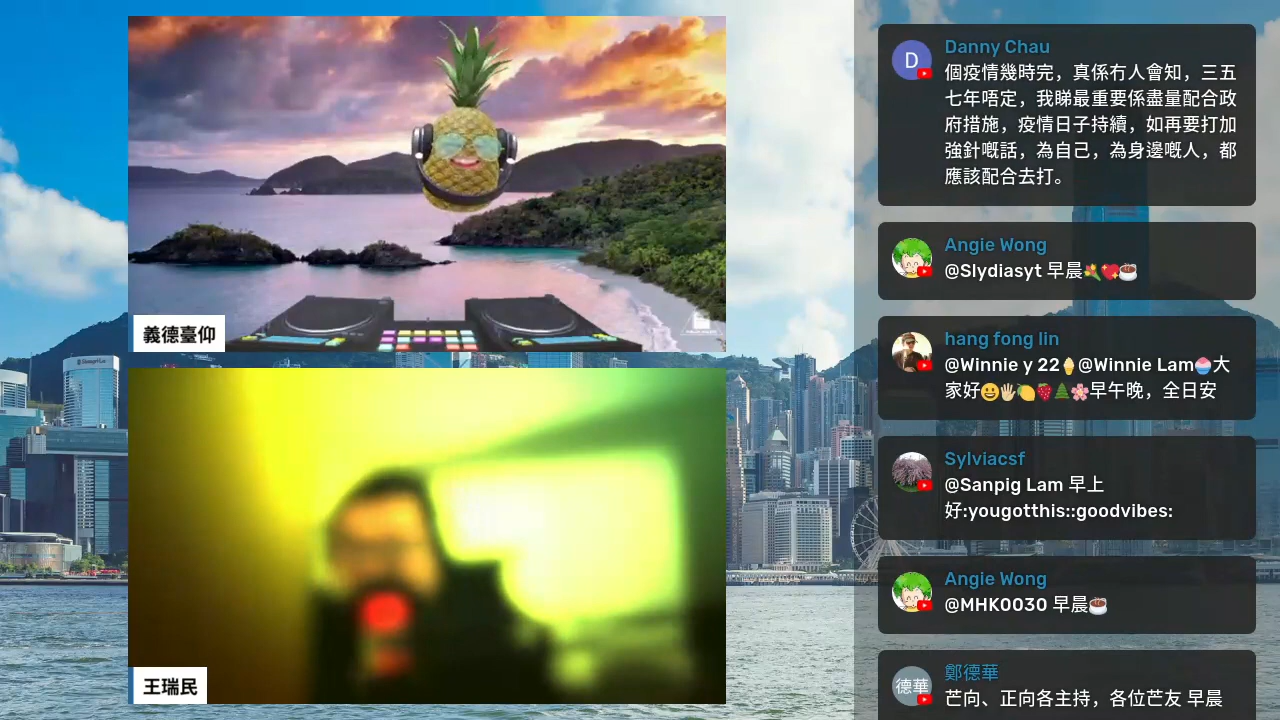 義德臺仰
王瑞民
Danny Chau
個疫情幾時完，真係冇人會知，三五
七年唔定，我睇最重要係盡量配合政
府措施，疫情日子持續，如再要打加
強針嘅話，為自己，為身邊嘅人，都
應該配合去打。
D
Angie Wong
@Slydiasyt 早晨💐💖☕
hang fong lin
@Winnie y 22🍦@Winnie Lam🍧大
家好😀🖐🍋🍓🌲🌸早午晚，全日安
Sylviacsf
@Sanpig Lam 早上
好:yougotthis::goodvibes:
Angie Wong
@MHK0030 早晨☕
鄭德華
德華
芒向、正向各主持，各位芒友 早晨